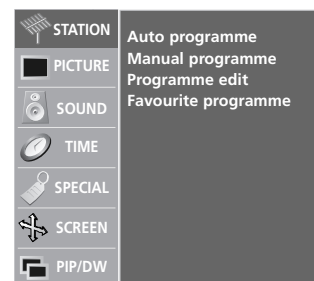 STATION
PICTURE
SOUND
TIME
SPECIAL
SCREEN
PIP/DW
Auto programme
Manual programme
Programme edit
Favourite programme